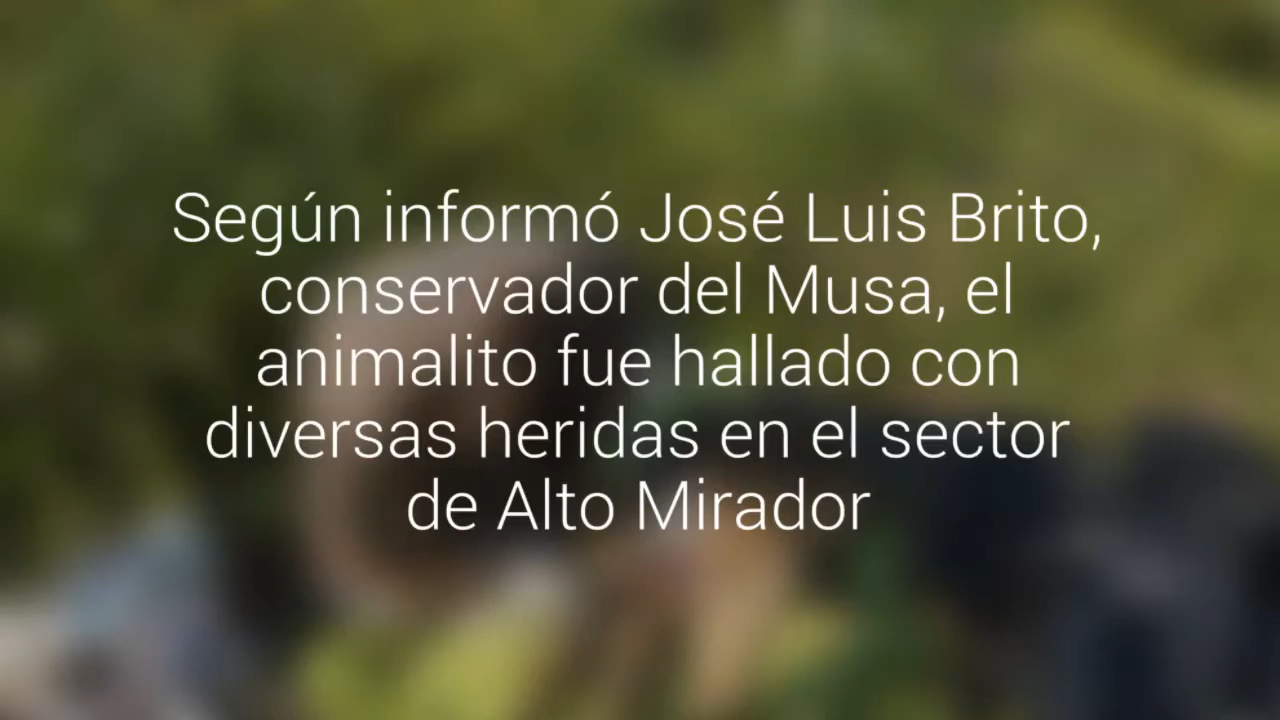 Según informó José Luis Brito,
conservador del Musa, el
animalito fue hallado con
diversas heridas en el sector
de Alto Mirador